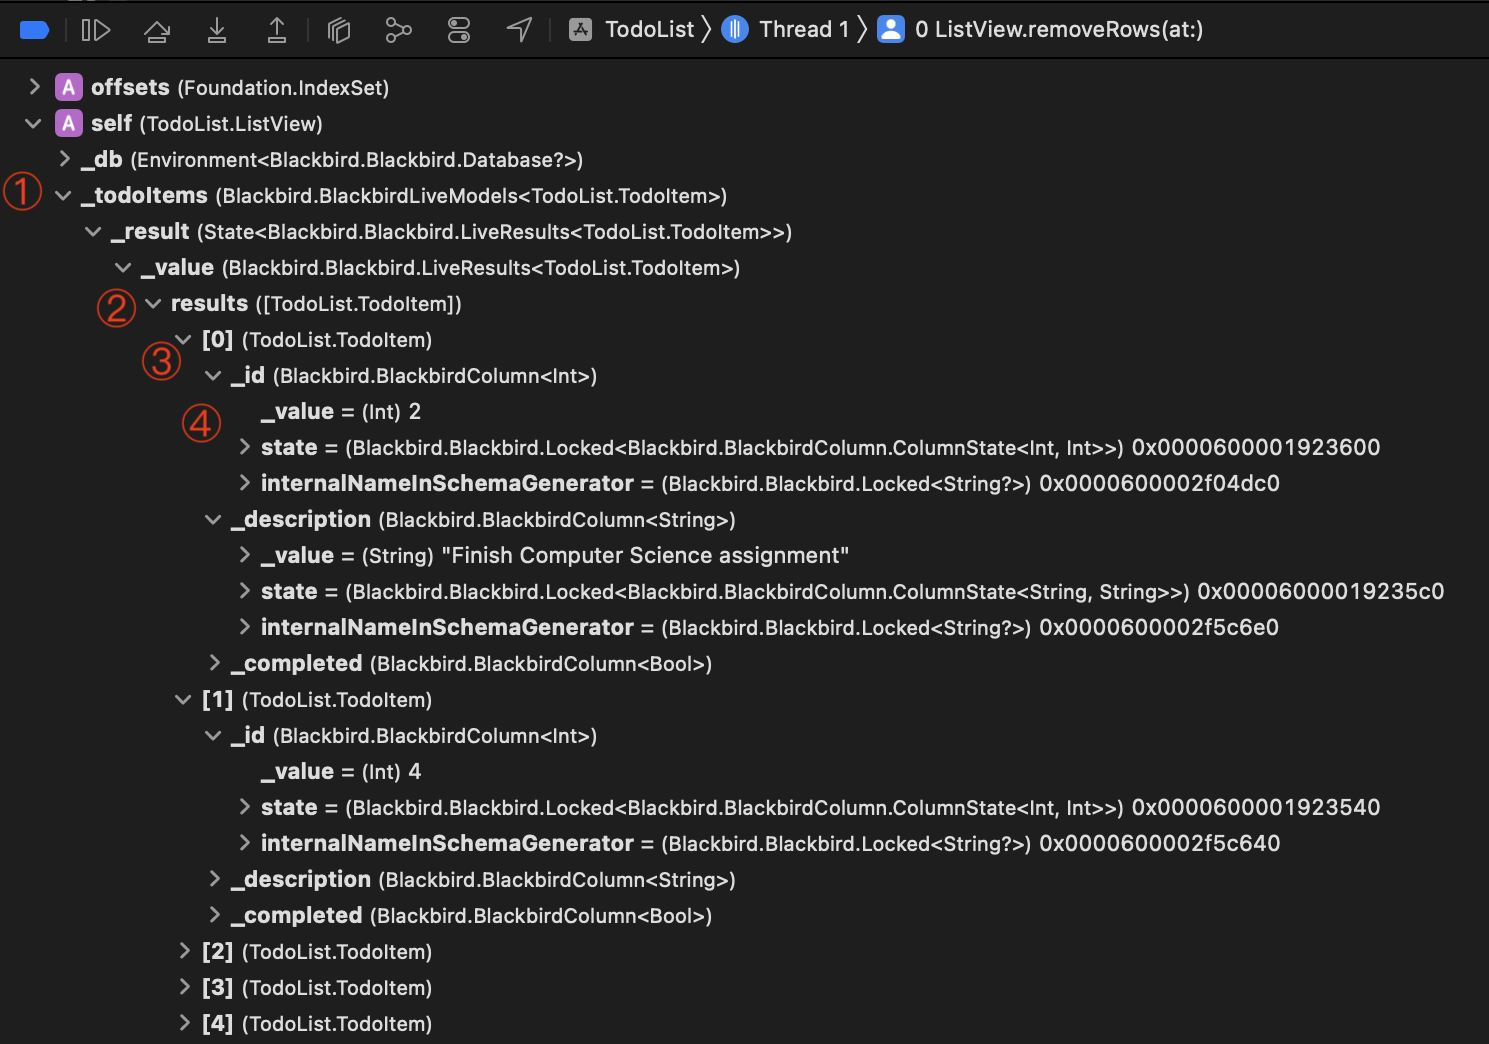 TodoList 〉 Thread 1 〉 0 ListView.removeRows(at:)
A offsets (Foundation.IndexSet)
A self (TodoList.ListView)
_db (Environment<Blackbird.Blackbird.Database?>)
① _todoItems (Blackbird.BlackbirdLiveModels<TodoList.TodoItem>)
_result (State<Blackbird.Blackbird.LiveResults<TodoList.TodoItem>>)
_value (Blackbird.Blackbird.LiveResults<TodoList.TodoItem>)
② results ([TodoList.TodoItem])
[0] (TodoList.TodoItem)
③ _id (Blackbird.BlackbirdColumn<Int>)
④ _value = (Int) 2
state = (Blackbird.Blackbird.Locked<Blackbird.BlackbirdColumn.ColumnState<Int, Int>>) 0x0000600001923600
internalNameInSchemaGenerator = (Blackbird.Blackbird.Locked<String?>) 0x0000600002f04dc0
_description (Blackbird.BlackbirdColumn<String>)
_value = (String) "Finish Computer Science assignment"
state = (Blackbird.Blackbird.Locked<Blackbird.BlackbirdColumn.ColumnState<String, String>>) 0x00006000019235c0
internalNameInSchemaGenerator = (Blackbird.Blackbird.Locked<String?>) 0x0000600002f5c6e0
_completed (Blackbird.BlackbirdColumn<Bool>)
[1] (TodoList.TodoItem)
_id (Blackbird.BlackbirdColumn<Int>)
_value = (Int) 4
state = (Blackbird.Blackbird.Locked<Blackbird.BlackbirdColumn.ColumnState<Int, Int>>) 0x0000600001923540
internalNameInSchemaGenerator = (Blackbird.Blackbird.Locked<String?>) 0x0000600002f5c640
_description (Blackbird.BlackbirdColumn<String>)
_completed (Blackbird.BlackbirdColumn<Bool>)
[2] (TodoList.TodoItem)
[3] (TodoList.TodoItem)
[4] (TodoList.TodoItem)